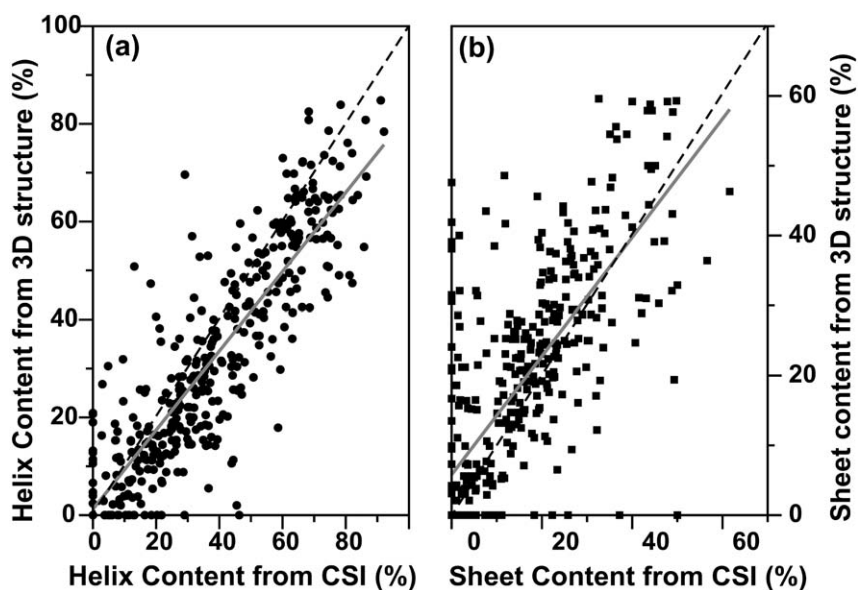 (a)
(b)
Helix Content from 3D structure (%)
100
80
60
40
20
0
0 20 40 60 80
Helix Content from CSI (%)
Sheet content from 3D structure (%)
60
40
20
0
0 20 40 60
Sheet Content from CSI (%)